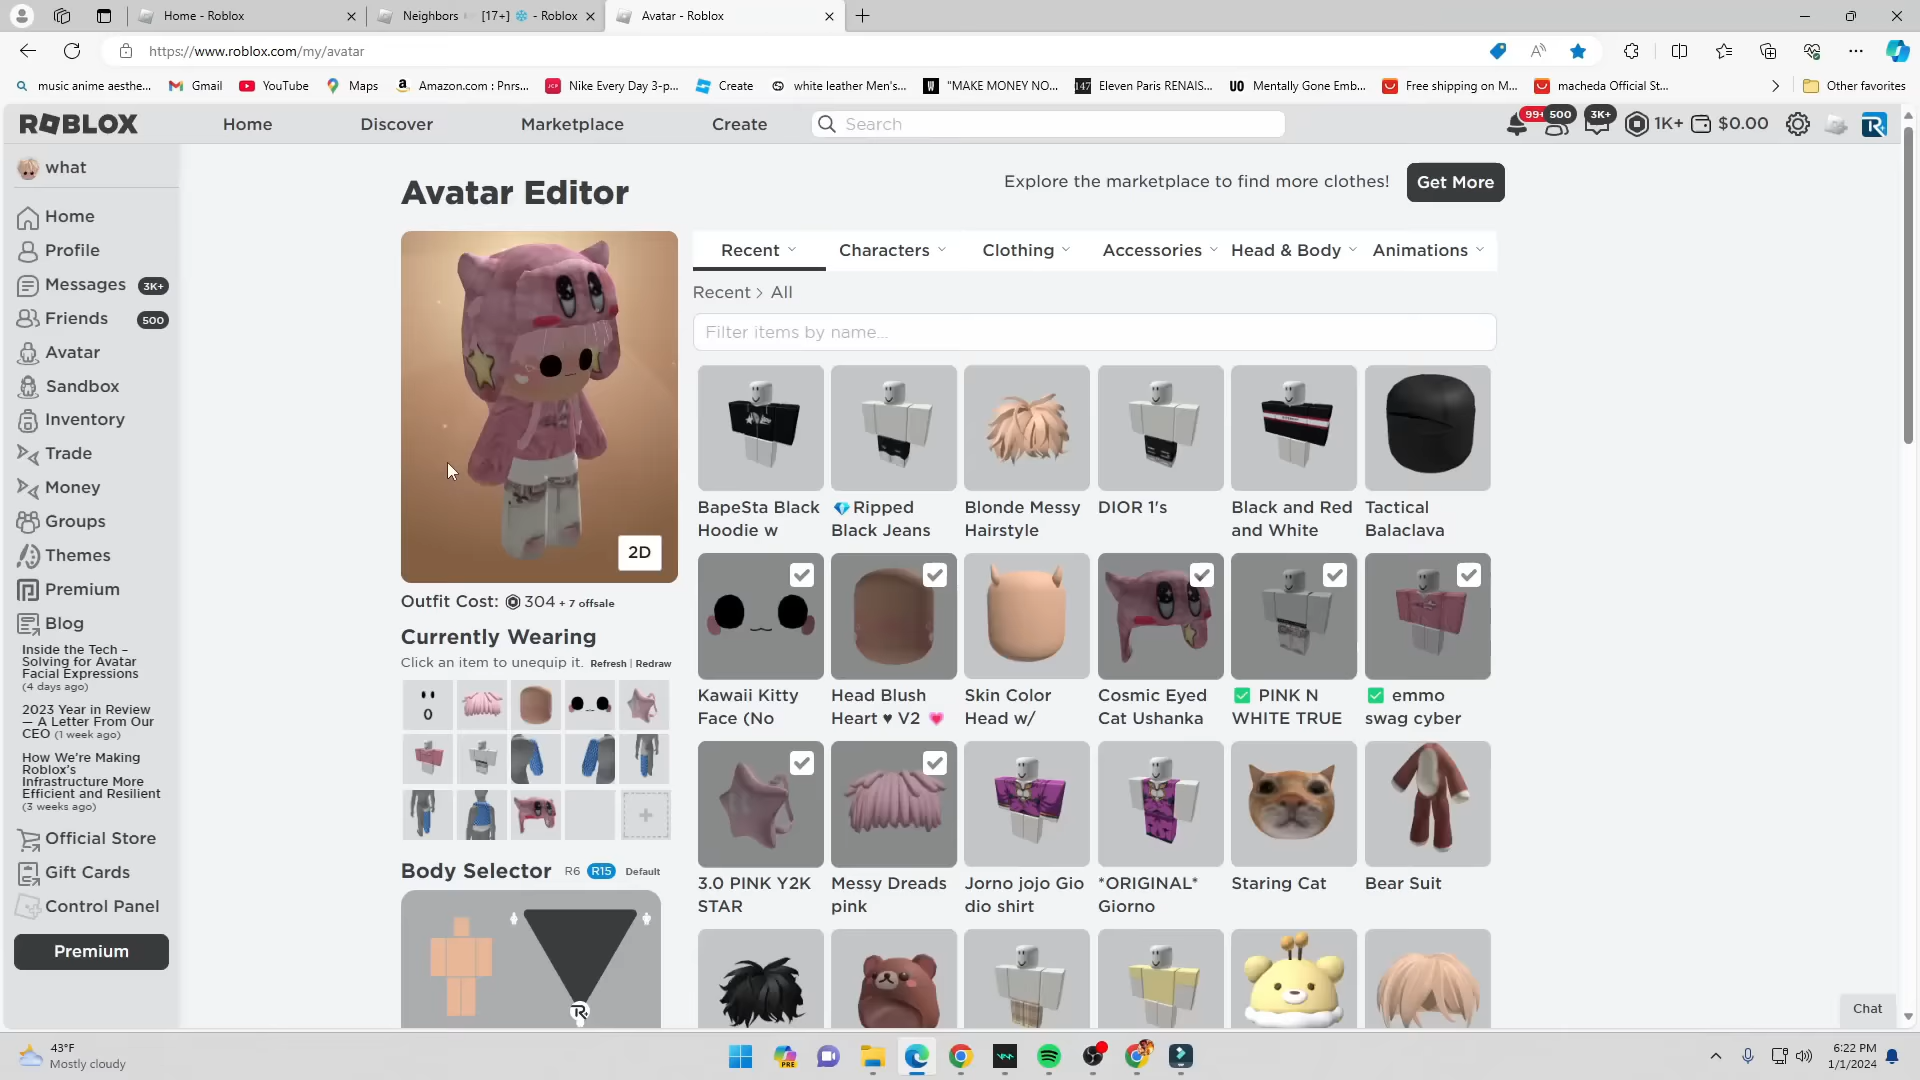 Home - Roblox
Neighbors [17+] - Roblox
Avatar - Roblox
https://www.roblox.com/my/avatar
music anime aesthe...
Gmail
YouTube
Maps
Amazon.com : Pnrs...
Nike Every Day 3-p...
Create
white leather Men's...
"MAKE MONEY NO...
Eleven Paris RENAIS...
Mentally Gone Emb...
Free shipping on M...
macheda Official St...
Other favorites
ROBLOX
Home
Discover
Marketplace
Create
Search
99+
500
3K+
1K+
$0.00
what
Home
Profile
Messages 3K+
Friends 500
Avatar
Sandbox
Inventory
Trade
Money
Groups
Themes
Premium
Blog
Inside the Tech –
Solving for Avatar
Facial Expressions
(4 days ago)
2023 Year in Review
— A Letter From Our
CEO (1 week ago)
How We're Making
Roblox's
Infrastructure More
Efficient and Resilient
(3 weeks ago)
Official Store
Gift Cards
Control Panel
Premium
Avatar Editor
Explore the marketplace to find more clothes!
Get More
2D
Outfit Cost: 304 + 7 offsale
Currently Wearing
Click an item to unequip it. Refresh | Redraw
Body Selector R6 R15 Default
Recent
Characters
Clothing
Accessories
Head & Body
Animations
Recent > All
Filter items by name...
BapeSta Black
Hoodie w
Ripped
Black Jeans
Blonde Messy
Hairstyle
DIOR 1's
Black and Red
and White
Tactical
Balaclava
Kawaii Kitty
Face (No
Head Blush
Heart ♥ V2
Skin Color
Head w/
Cosmic Eyed
Cat Ushanka
PINK N
WHITE TRUE
emmo
swag cyber
3.0 PINK Y2K
STAR
Messy Dreads
pink
Jorno jojo Gio
dio shirt
*ORIGINAL*
Giorno
Staring Cat
Bear Suit
Chat
43°F
Mostly cloudy
6:22 PM
1/1/2024